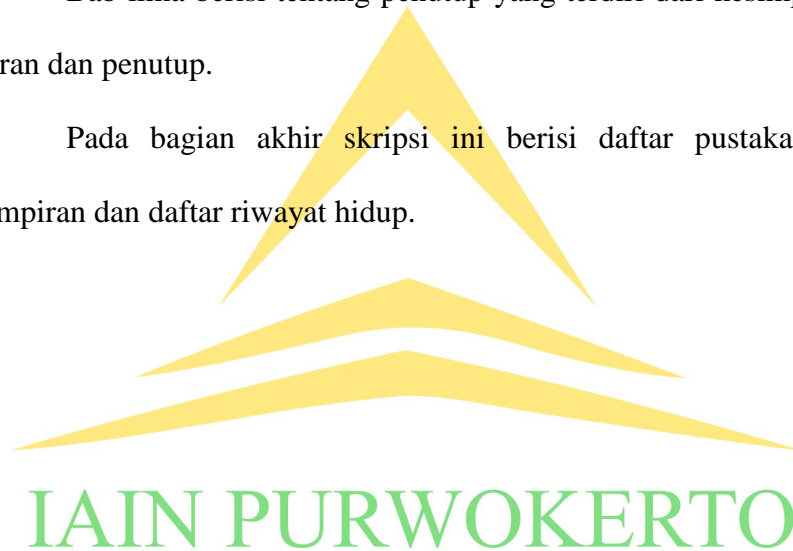 ran dan penutup.
Pada bagian akhir skripsi ini berisi daftar pustaka
mpiran dan daftar riwayat hidup.
IAIN PURWOKERTO